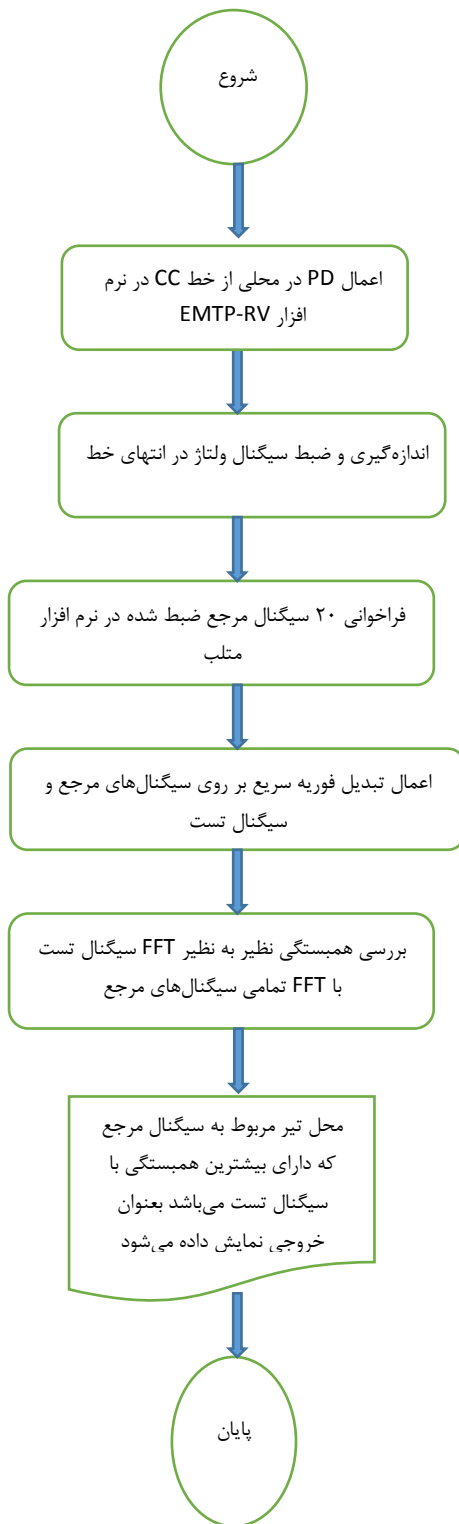 شروع
اعمال PD در محلی از خط CC در نرم
افزار EMTP-RV
اندازه‌گیری و ضبط سیگنال ولتاژ در انتهای خط
فراخوانی ۲۰ سیگنال مرجع ضبط شده در نرم افزار
متلب
اعمال تبدیل فوریه سریع بر روی سیگنال‌های مرجع و
سیگنال تست
بررسی همبستگی نظیر به نظیر FFT سیگنال تست
با FFT تمامی سیگنال‌های مرجع
محل تیر مربوط به سیگنال مرجع
که دارای بیشترین همبستگی با
سیگنال تست می‌باشد بعنوان
خروجی نمایش داده می‌شود
پایان